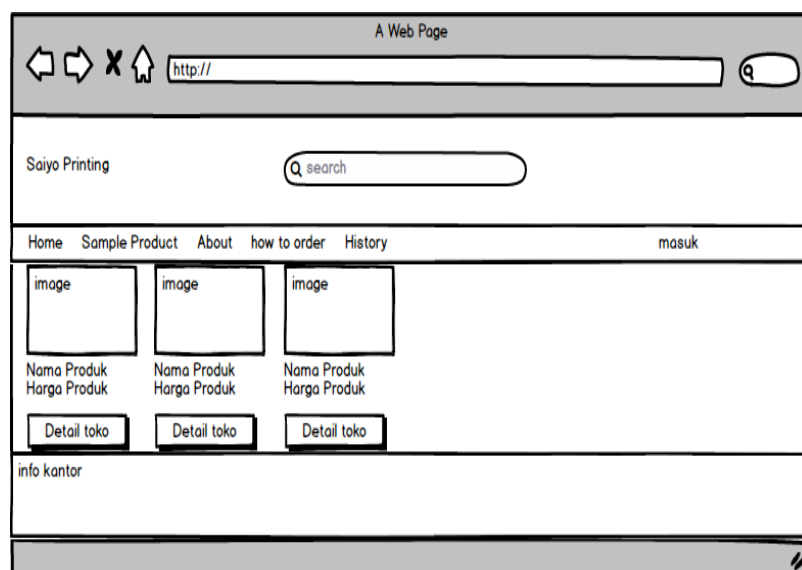 A Web Page
http://
Saiyo Printing
search
Home Sample Product About how to order History masuk
image image image
Nama Produk Nama Produk Nama Produk
Harga Produk Harga Produk Harga Produk
Detail toko Detail toko Detail toko
info kantor